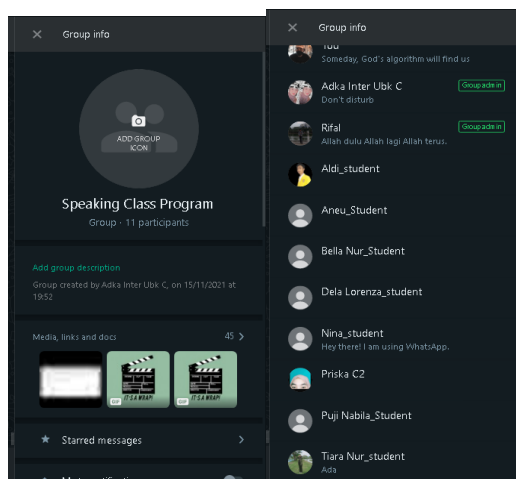 Group info
ADD GROUP
ICON
Speaking Class Program
Group · 11 participants
Add group description
Group created by Adka Inter Ubk C, on 15/11/2021 at
19:52
Media, links and docs
45
GIF
IT'S A WRAP!
GIF
IT'S A WRAP!
Starred messages
Mute notifications
Group info
You
Someday, God's algorithm will find us
Adka Inter Ubk C
Group admin
Don't disturb
Rifal
Group admin
Allah dulu Allah lagi Allah terus.
Aldi_student
Aneu_Student
Bella Nur_Student
Dela Lorenza_student
Nina_student
Hey there! I am using WhatsApp.
Priska C2
Puji Nabila_Student
Tiara Nur_student
Ada